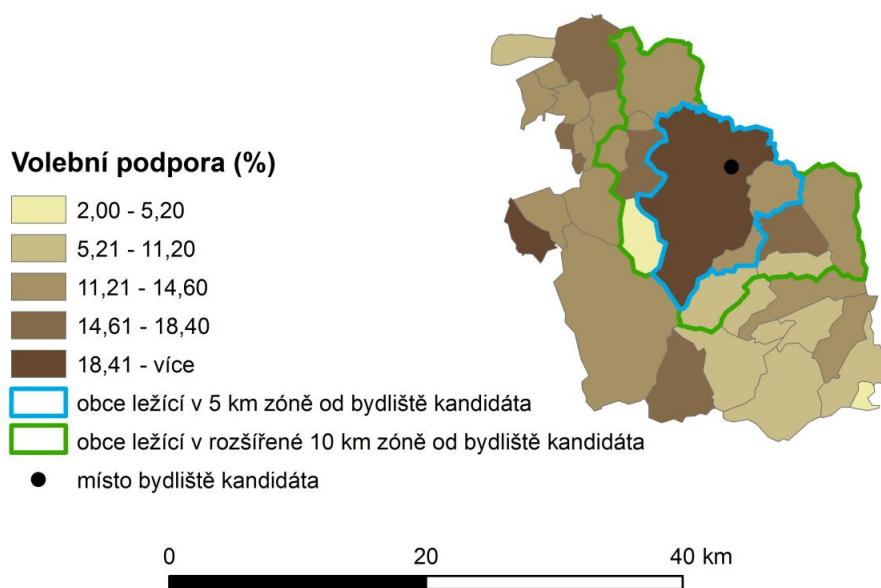 Volební podpora (%)
2,00 - 5,20
5,21 - 11,20
11,21 - 14,60
14,61 - 18,40
18,41 - více
obce ležící v 5 km zóně od bydliště kandidáta
obce ležící v rozšířené 10 km zóně od bydliště kandidáta
místo bydliště kandidáta
0 20 40 km